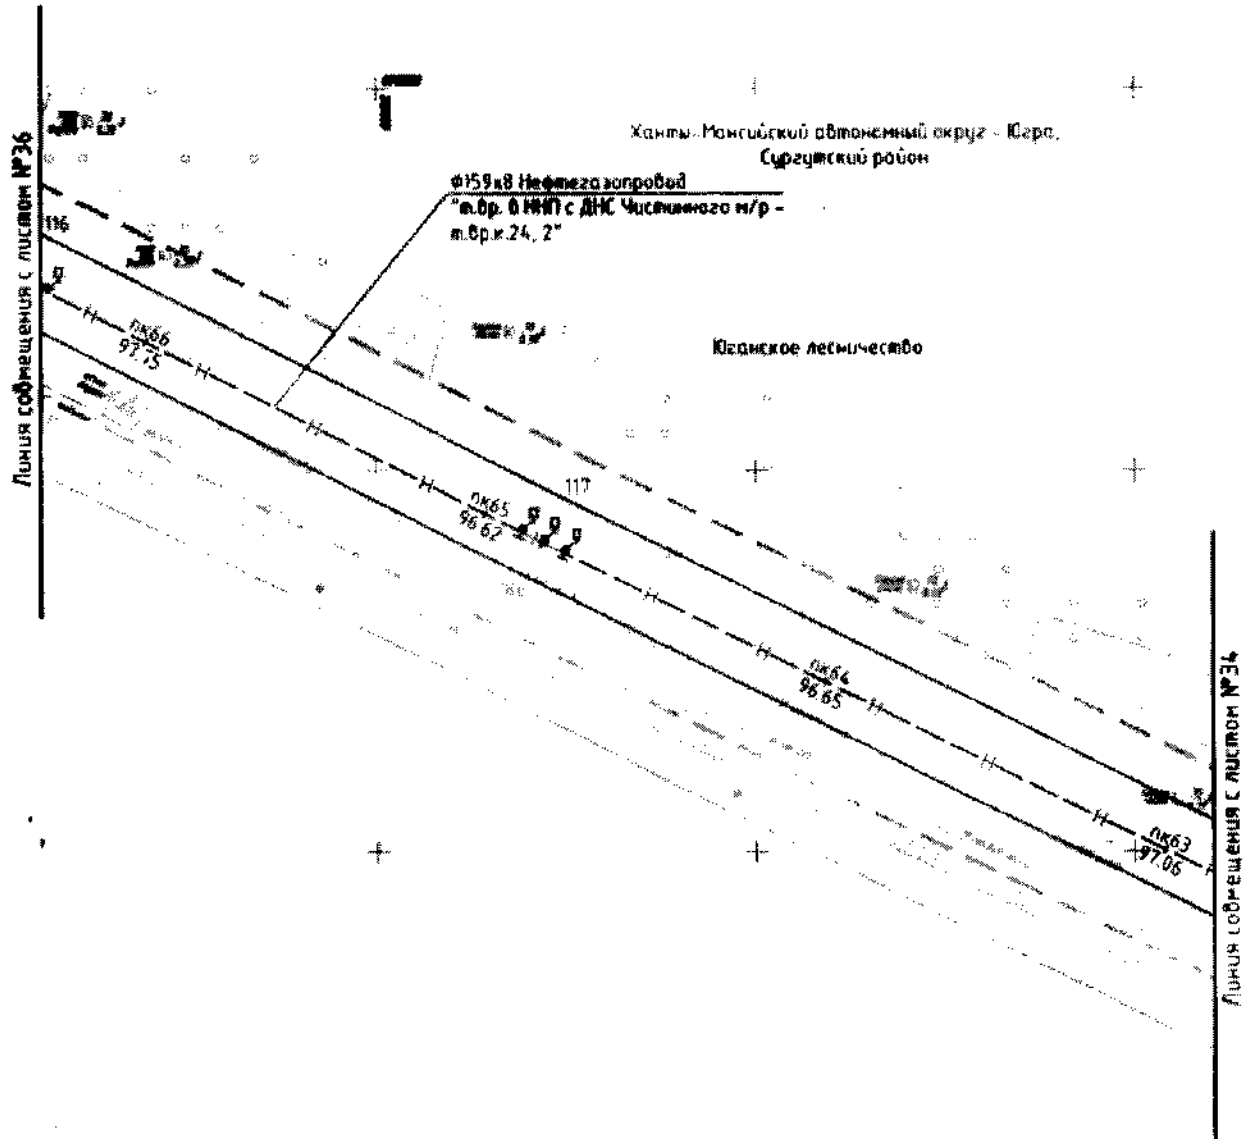 Линия совмещения с листом №36
Ханты-Мансийский автономный округ - Югра,
Сургутский район
Ф159х8 Нефтегазопровод
"т.вр. в ННП с ДНС Чистинного м/р -
т.вр.к.24, 2"
116
Юганское лесничество
пк66
97.75
117
пк65
96.62
пк64
96.65
пк63
97.06
Линия совмещения с листом №34